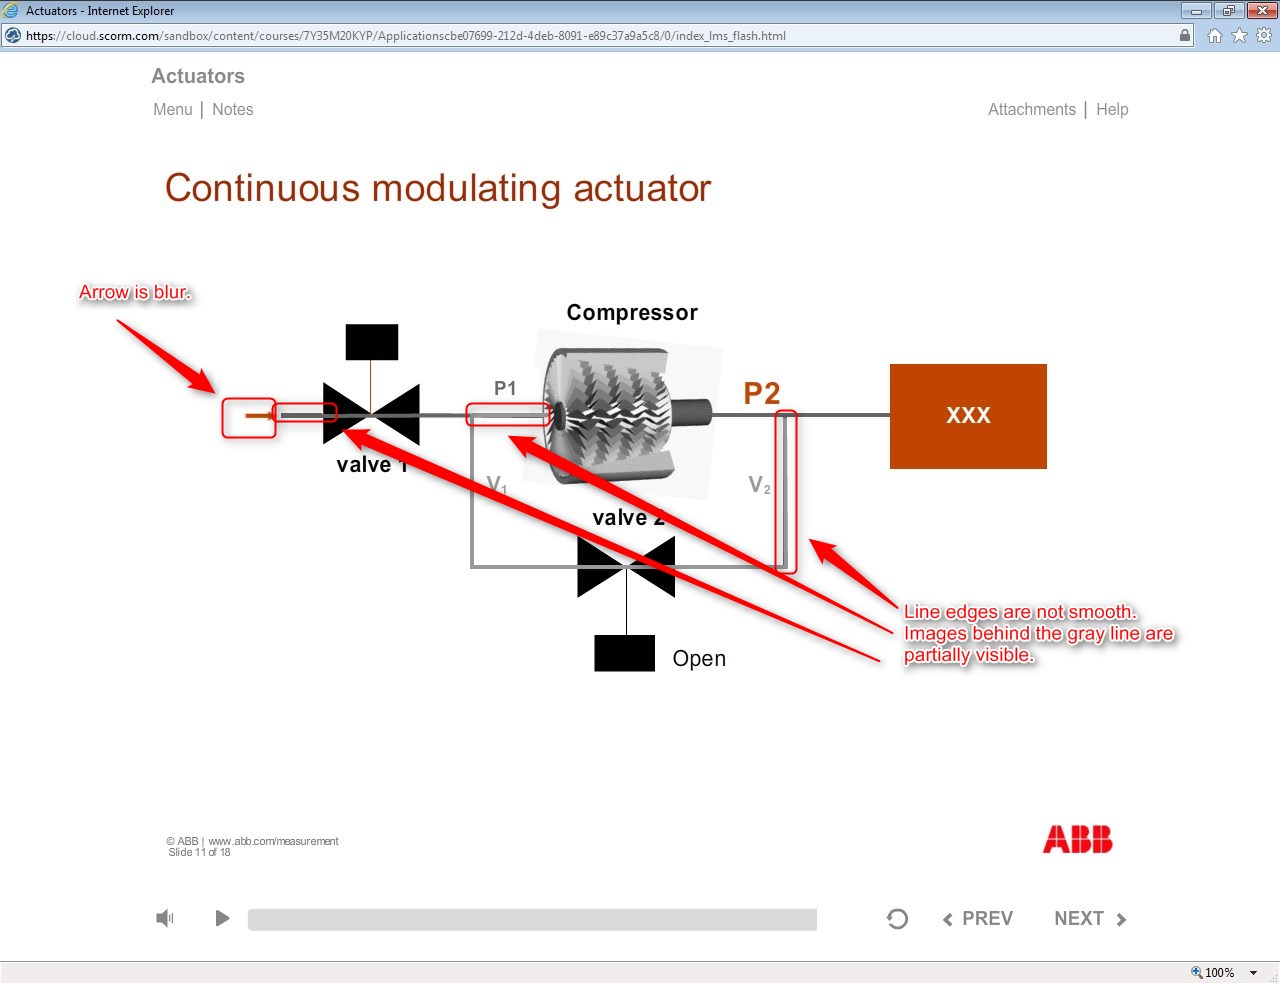 Actuators - Internet Explorer
https://cloud.scorm.com/sandbox/content/courses/7Y35M20KYP/Applicationscbe07699-212d-4deb-8091-e89c37a9a5c8/0/index_lms_flash.html
Actuators
Menu | Notes
Attachments | Help
Continuous modulating actuator
Arrow is blur.
Compressor
P1
P2
XXX
valve 1
V1
V2
valve 2
Line edges are not smooth.
Images behind the gray line are
partially visible.
Open
© ABB | www.abb.com/measurement
Slide 11 of 18
ABB
PREV
NEXT
100%